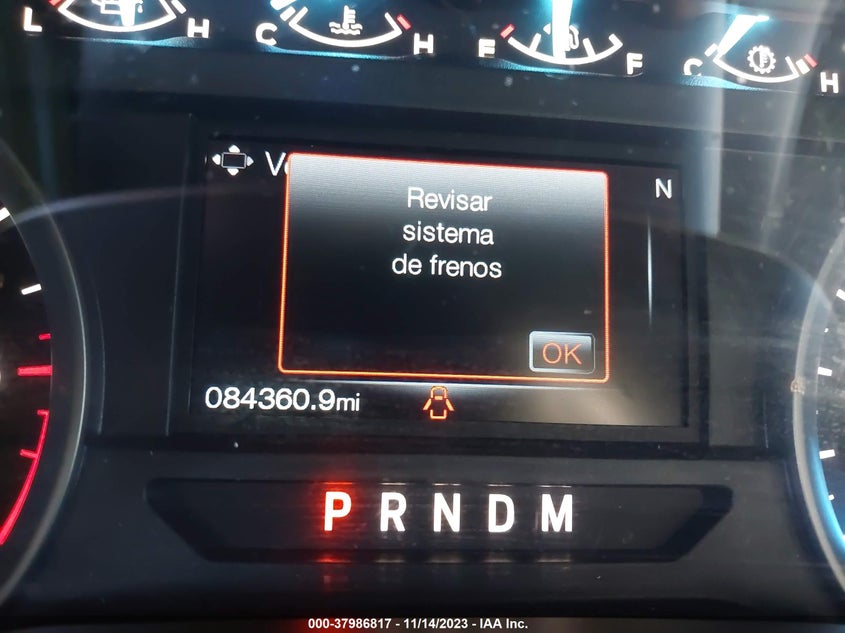 L H C H E F C H
N
Revisar
sistema
de frenos
OK
084360.9mi
P R N D M
000-37986817 - 11/14/2023 - IAA Inc.